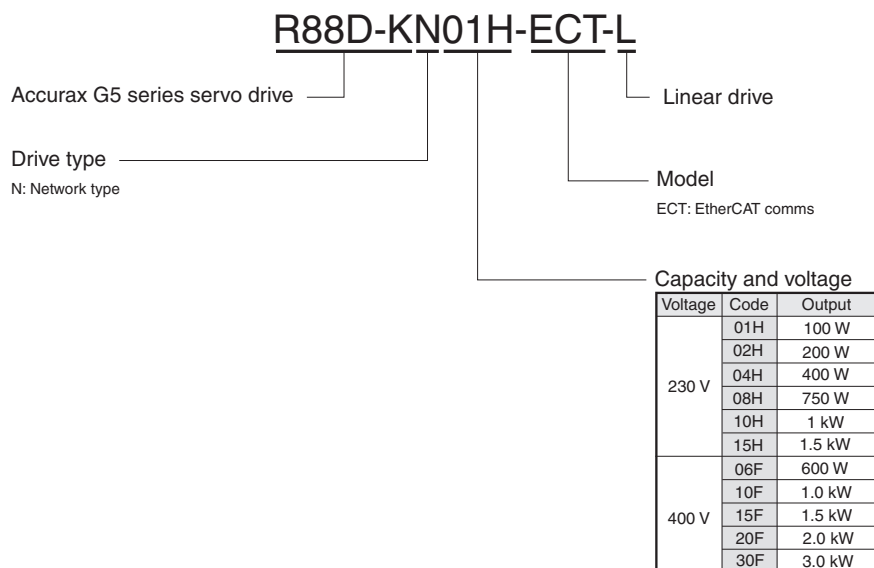 R88D-KN01H-ECT-L
Accurax G5 series servo drive
Linear drive
Drive type
N: Network type
Model
ECT: EtherCAT comms
Capacity and voltage
Voltage Code Output
230 V
01H 100 W
02H 200 W
04H 400 W
08H 750 W
10H 1 kW
15H 1.5 kW
400 V
06F 600 W
10F 1.0 kW
15F 1.5 kW
20F 2.0 kW
30F 3.0 kW